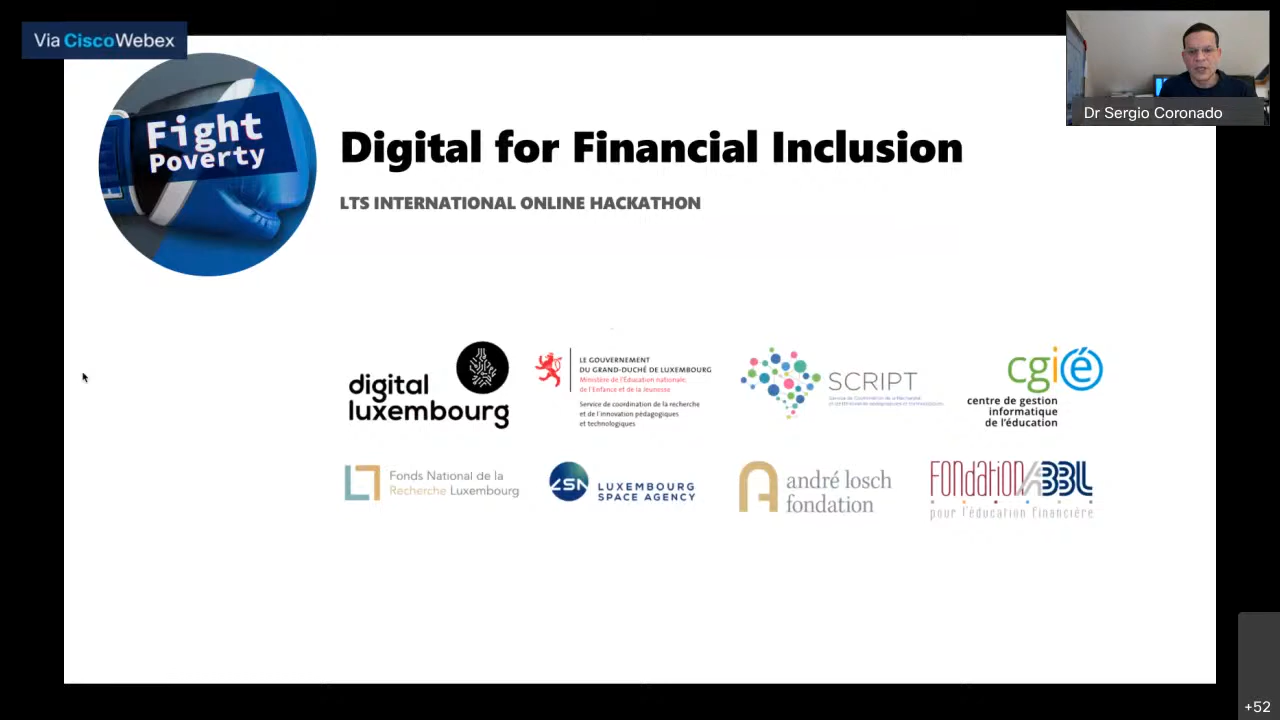 Via CiscoWebex
Dr Sergio Coronado
Fight
Poverty
Digital for Financial Inclusion
LTS INTERNATIONAL ONLINE HACKATHON
digital
luxembourg
LE GOUVERNEMENT
DU GRAND-DUCHÉ DE LUXEMBOURG
Ministère de l'Éducation nationale,
de l'Enfance et de la Jeunesse
Service de coordination de la recherche
et de l'innovation pédagogiques
et technologiques
SCRIPT
cgié
centre de gestion
informatique
de l'éducation
Fonds National de la
Recherche Luxembourg
LSA
LUXEMBOURG
SPACE AGENCY
andré losch
fondation
FONDATION ABBL
pour l'éducation financière
+52